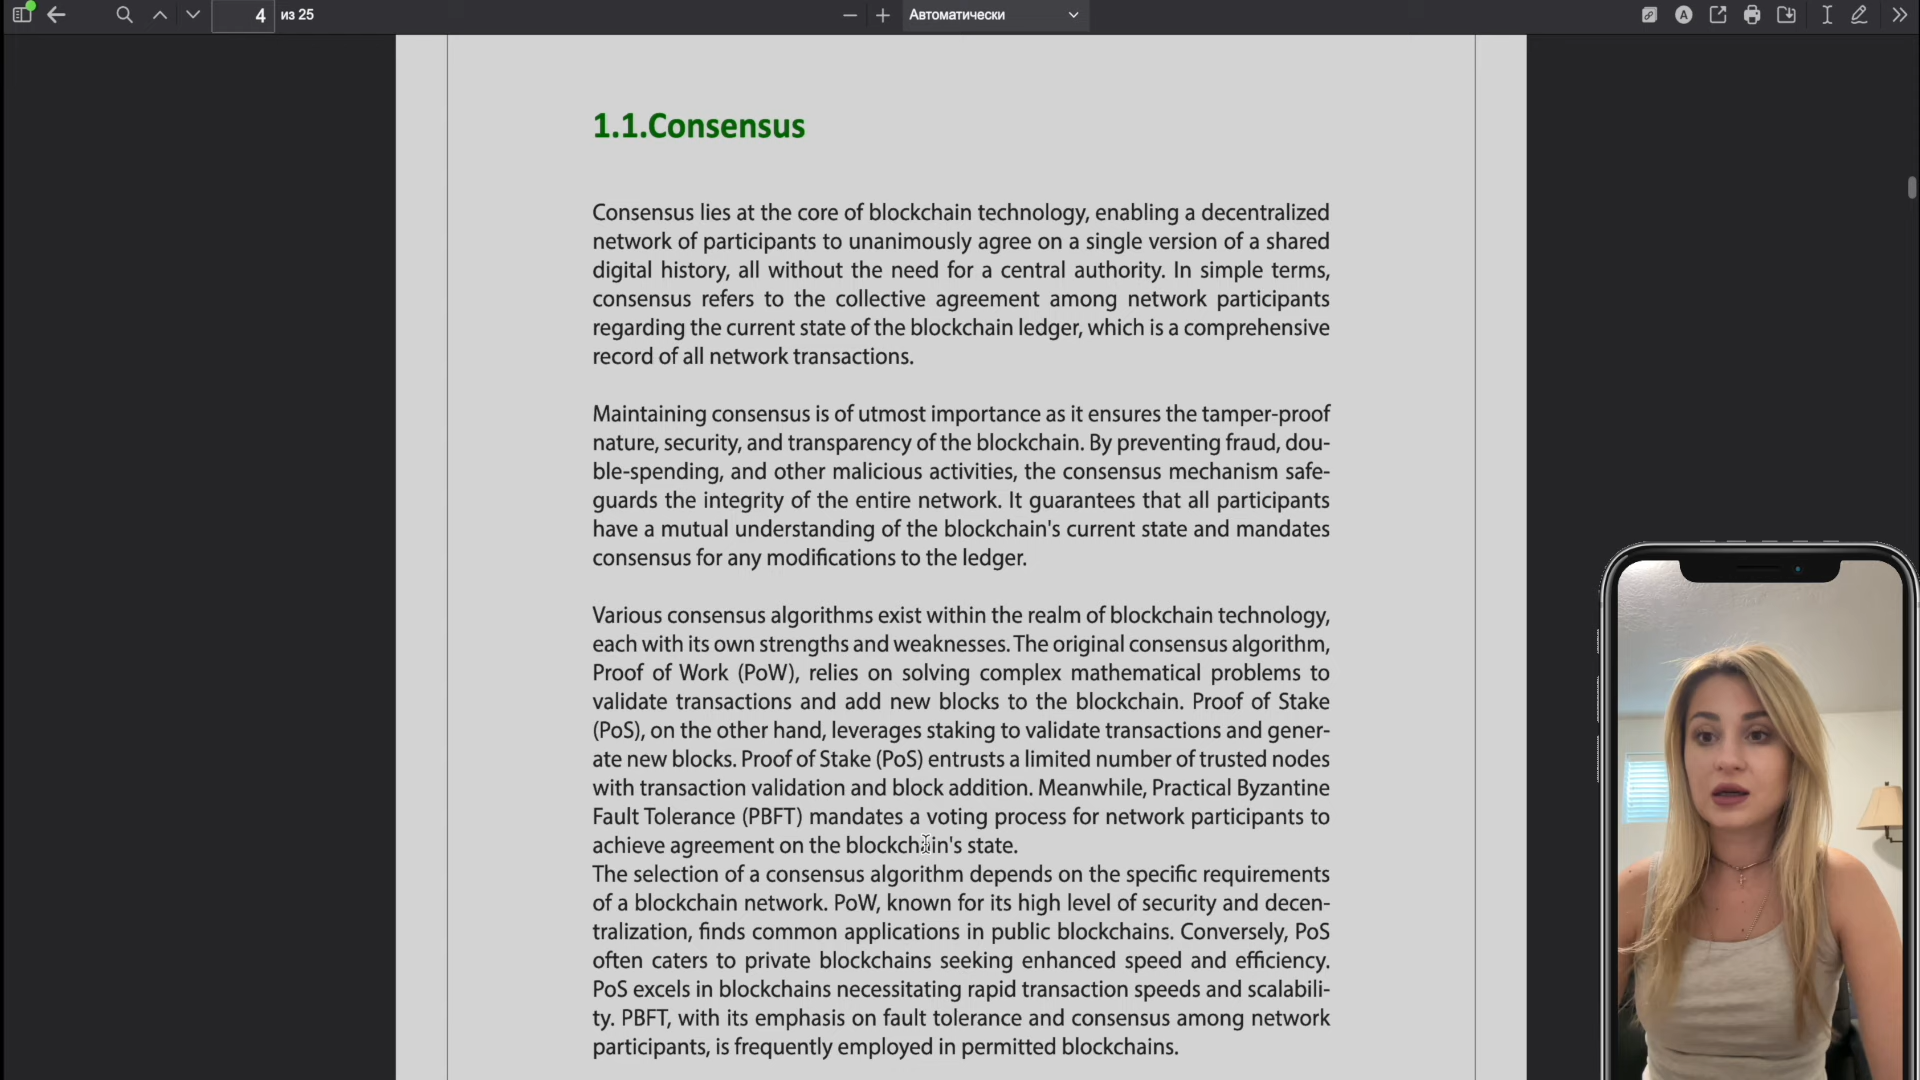 4 из 25 Автоматически
1.1.Consensus
Consensus lies at the core of blockchain technology, enabling a decentralized
network of participants to unanimously agree on a single version of a shared
digital history, all without the need for a central authority. In simple terms,
consensus refers to the collective agreement among network participants
regarding the current state of the blockchain ledger, which is a comprehensive
record of all network transactions.
Maintaining consensus is of utmost importance as it ensures the tamper-proof
nature, security, and transparency of the blockchain. By preventing fraud, dou-
ble-spending, and other malicious activities, the consensus mechanism safe-
guards the integrity of the entire network. It guarantees that all participants
have a mutual understanding of the blockchain's current state and mandates
consensus for any modifications to the ledger.
Various consensus algorithms exist within the realm of blockchain technology,
each with its own strengths and weaknesses. The original consensus algorithm,
Proof of Work (PoW), relies on solving complex mathematical problems to
validate transactions and add new blocks to the blockchain. Proof of Stake
(PoS), on the other hand, leverages staking to validate transactions and gener-
ate new blocks. Proof of Stake (PoS) entrusts a limited number of trusted nodes
with transaction validation and block addition. Meanwhile, Practical Byzantine
Fault Tolerance (PBFT) mandates a voting process for network participants to
achieve agreement on the blockchain's state.
The selection of a consensus algorithm depends on the specific requirements
of a blockchain network. PoW, known for its high level of security and decen-
tralization, finds common applications in public blockchains. Conversely, PoS
often caters to private blockchains seeking enhanced speed and efficiency.
PoS excels in blockchains necessitating rapid transaction speeds and scalabili-
ty. PBFT, with its emphasis on fault tolerance and consensus among network
participants, is frequently employed in permitted blockchains.